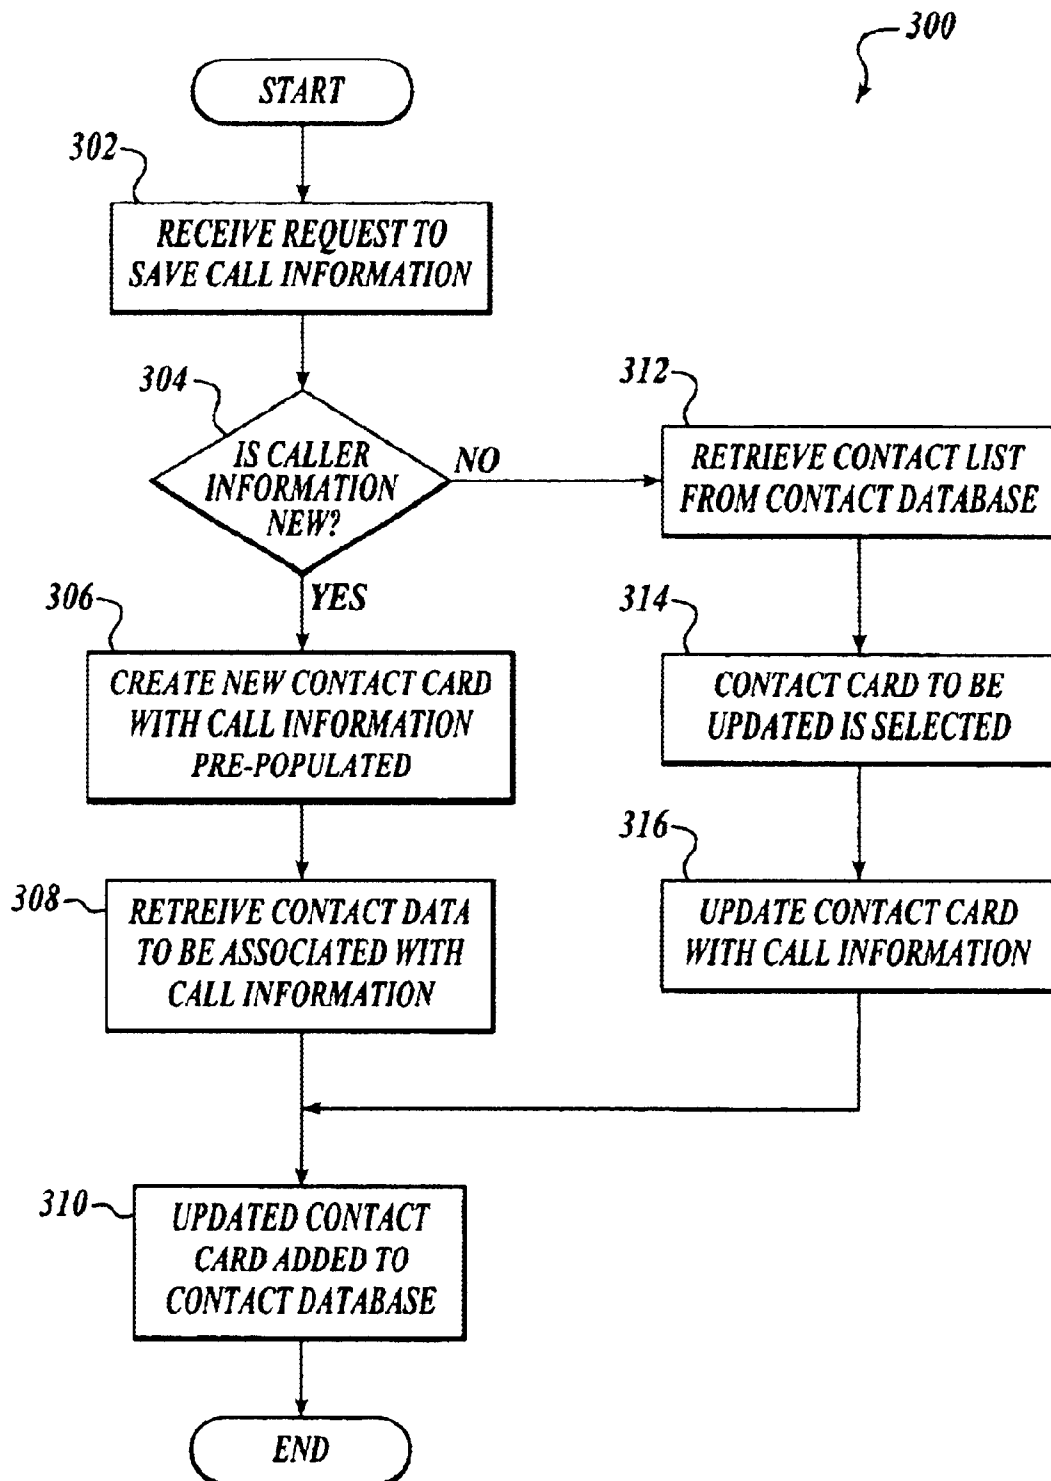 300
START
302
RECEIVE REQUEST TO
SAVE CALL INFORMATION
304
IS CALLER
INFORMATION
NEW?
NO
YES
306
CREATE NEW CONTACT CARD
WITH CALL INFORMATION
PRE-POPULATED
308
RETREIVE CONTACT DATA
TO BE ASSOCIATED WITH
CALL INFORMATION
312
RETRIEVE CONTACT LIST
FROM CONTACT DATABASE
314
CONTACT CARD TO BE
UPDATED IS SELECTED
316
UPDATE CONTACT CARD
WITH CALL INFORMATION
310
UPDATED CONTACT
CARD ADDED TO
CONTACT DATABASE
END